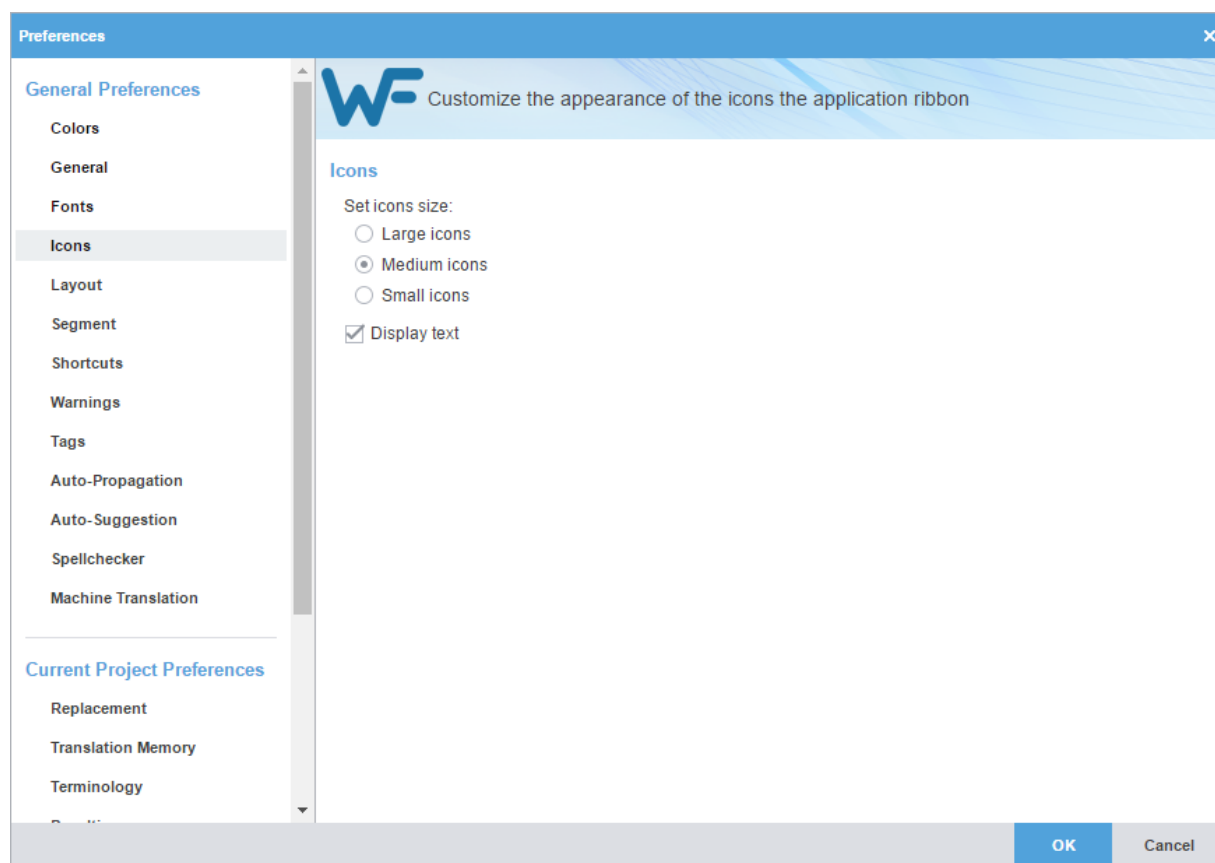 Preferences
General Preferences
Colors
General
Fonts
Icons
Layout
Segment
Shortcuts
Warnings
Tags
Auto-Propagation
Auto-Suggestion
Spellchecker
Machine Translation
Current Project Preferences
Replacement
Translation Memory
Terminology
WF
Customize the appearance of the icons the application ribbon
Icons
Set icons size:
Large icons
Medium icons
Small icons
Display text
OK Cancel